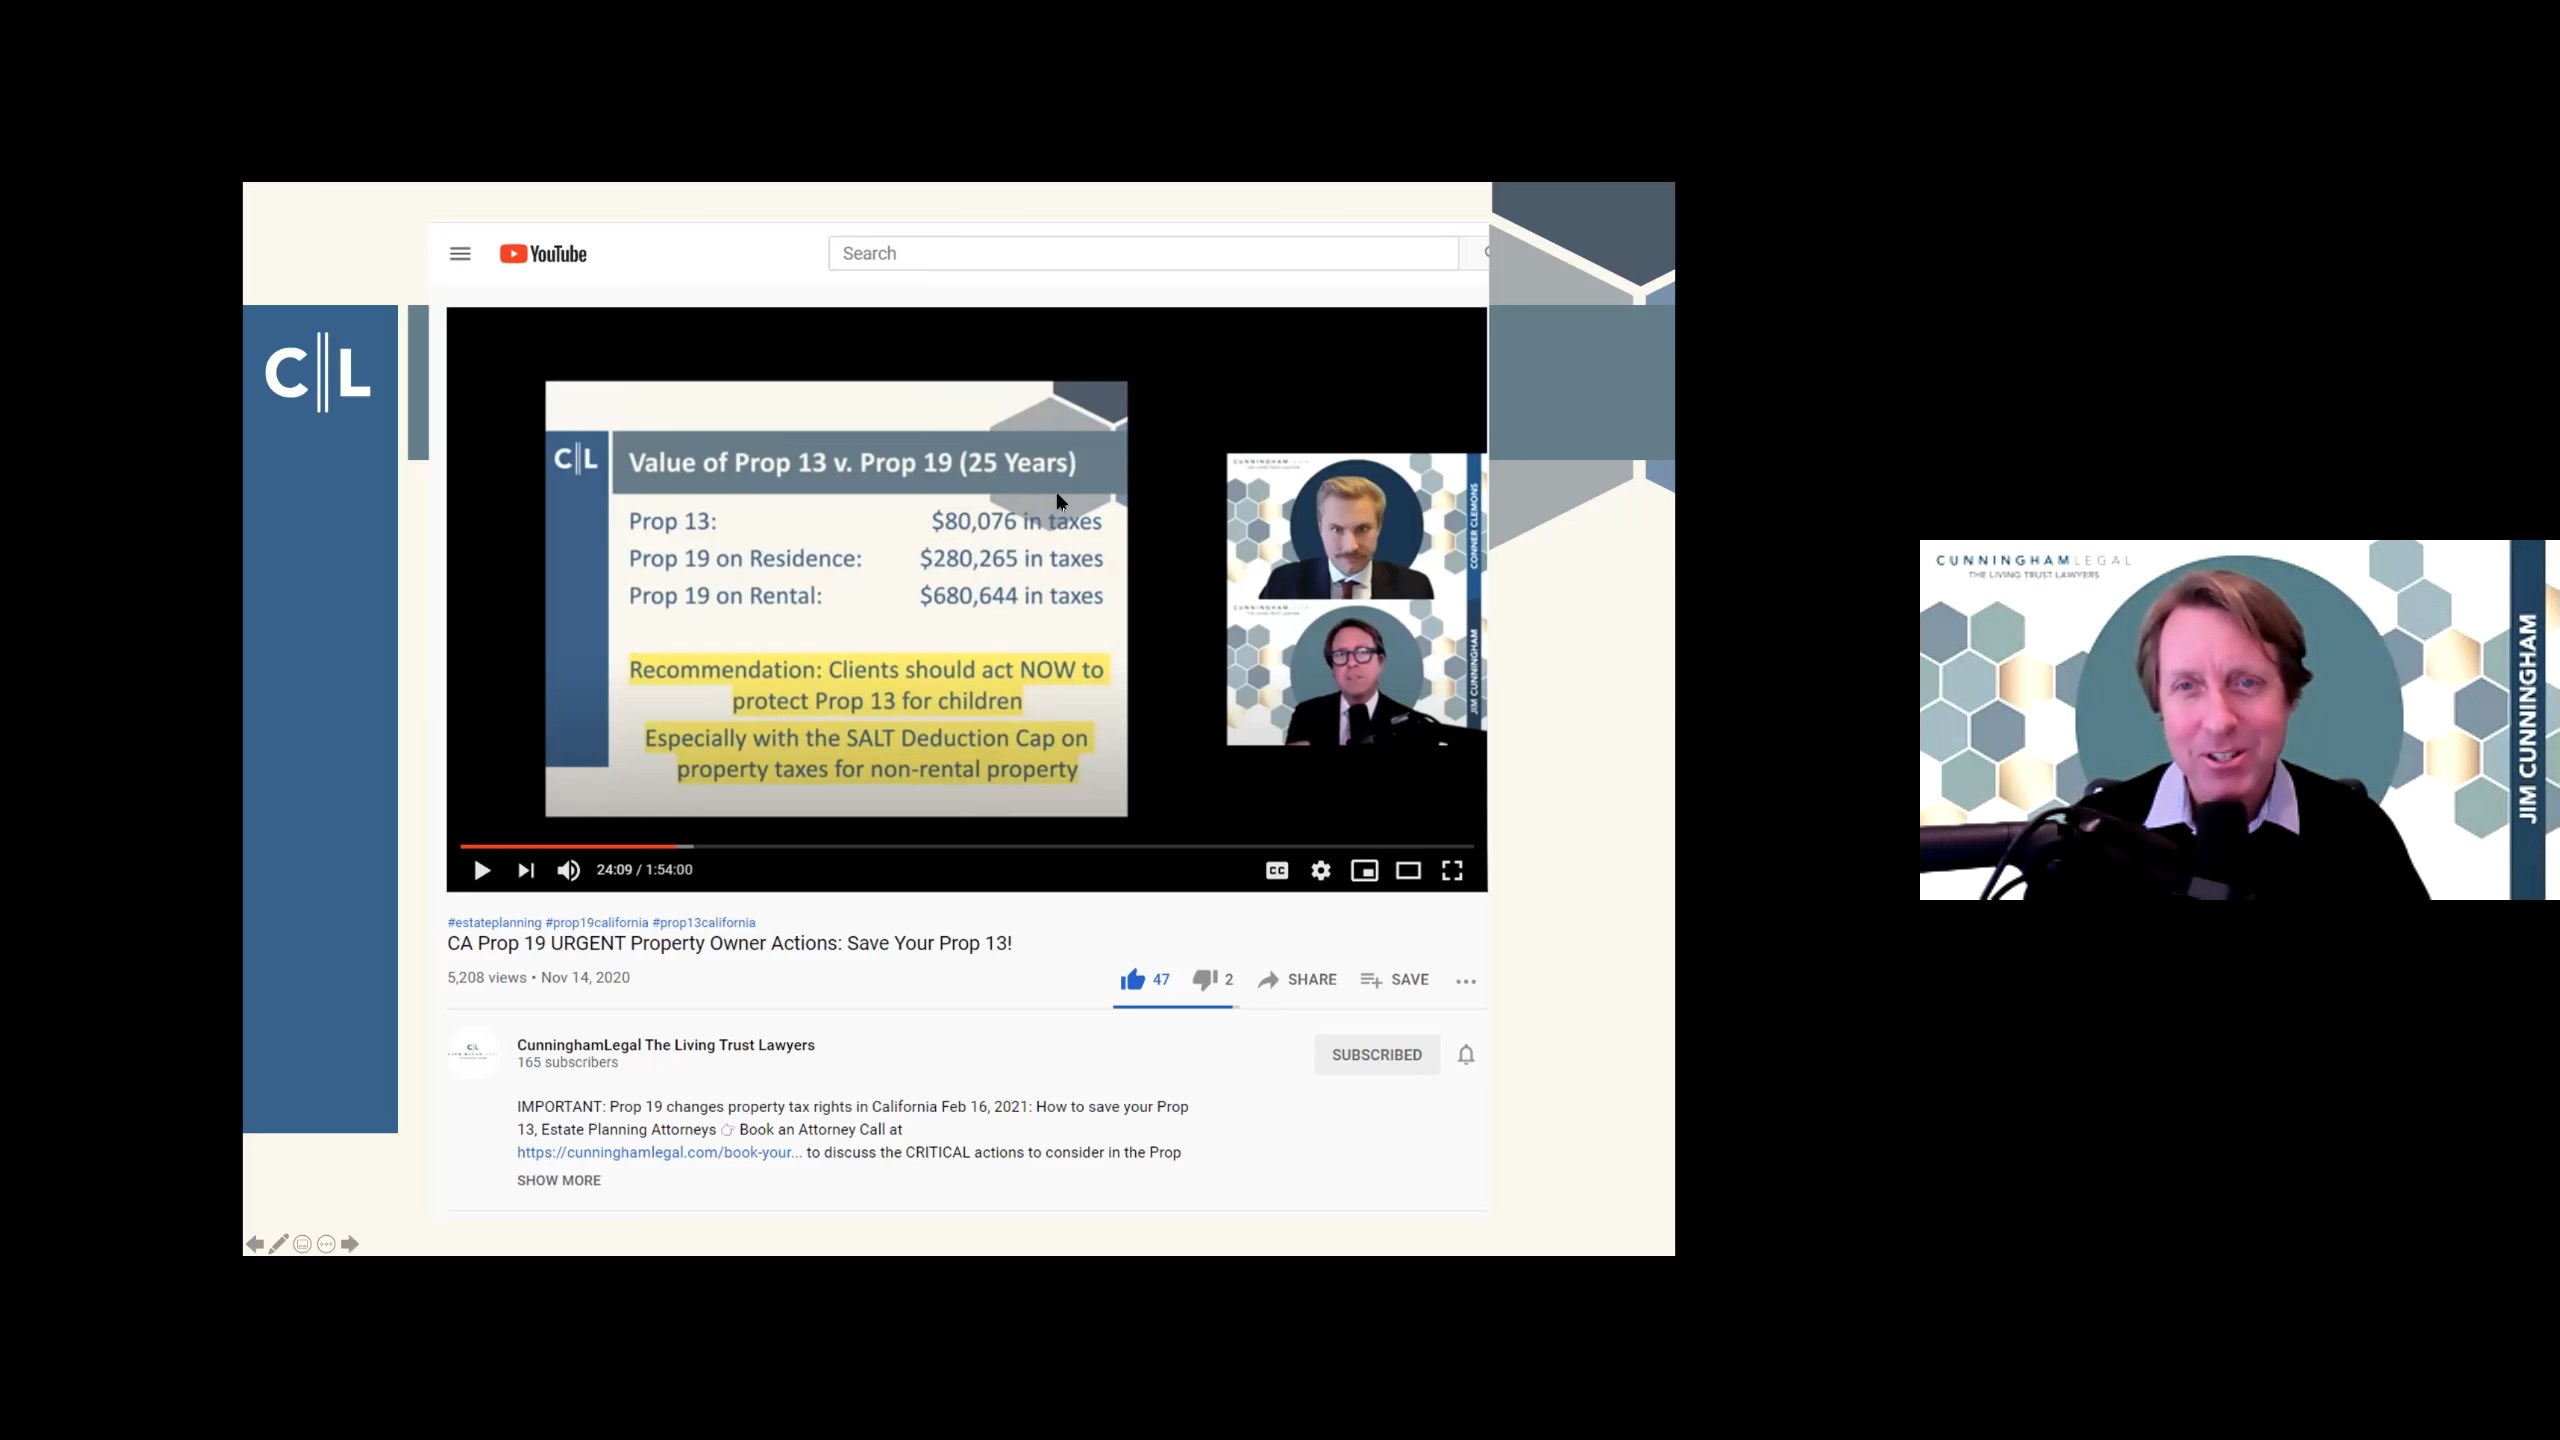 YouTube
Search
C L
C L
Value of Prop 13 v. Prop 19 (25 Years)
Prop 13: $80,076 in taxes
Prop 19 on Residence: $280,265 in taxes
Prop 19 on Rental: $680,644 in taxes
Recommendation: Clients should act NOW to
protect Prop 13 for children
Especially with the SALT Deduction Cap on
property taxes for non-rental property
CONNER CLEMONS
JIM CUNNINGHAM
24:09 / 1:54:00
CC
#estateplanning #prop19california #prop13california
CA Prop 19 URGENT Property Owner Actions: Save Your Prop 13!
5,208 views • Nov 14, 2020
47 2 SHARE SAVE
CunninghamLegal The Living Trust Lawyers
165 subscribers
SUBSCRIBED
IMPORTANT: Prop 19 changes property tax rights in California Feb 16, 2021: How to save your Prop
13, Estate Planning Attorneys 👉 Book an Attorney Call at
https://cunninghamlegal.com/book-your... to discuss the CRITICAL actions to consider in the Prop
SHOW MORE
CUNNINGHAMLEGAL
THE LIVING TRUST LAWYERS
JIM CUNNINGHAM